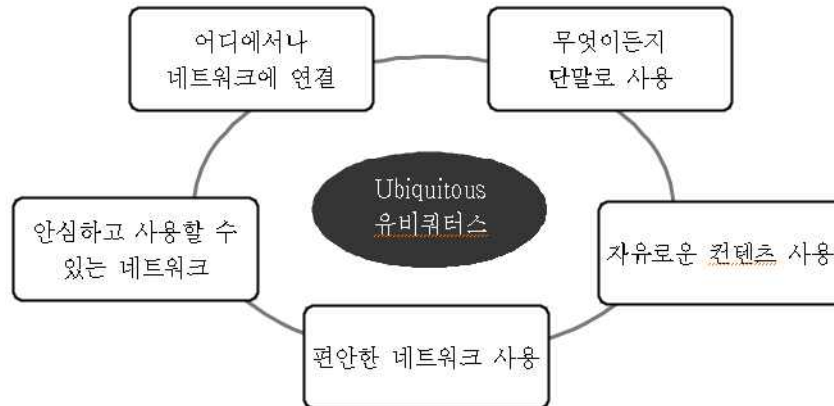 어디에서나
네트워크에 연결
무엇이든지
단말로 사용
Ubiquitous
유비쿼터스
안심하고 사용할 수
있는 네트워크
자유로운 컨텐츠 사용
편안한 네트워크 사용